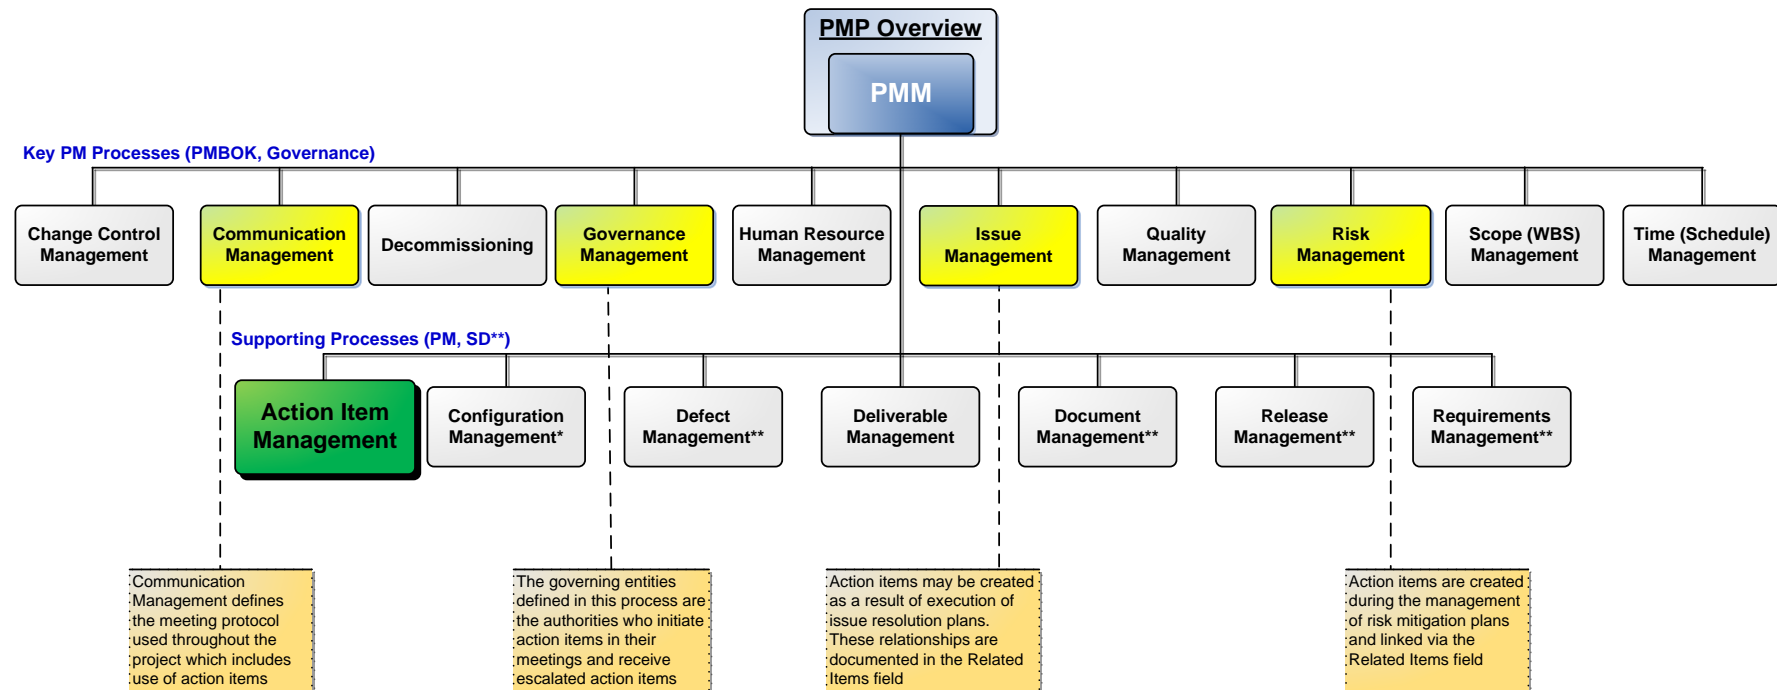 PMP Overview
PMM
Key PM Processes (PMBOK, Governance)
Change Control
Management
Communication
Management
Decommissioning
Governance
Management
Human Resource
Management
Issue
Management
Quality
Management
Risk
Management
Scope (WBS)
Management
Time (Schedule)
Management
Supporting Processes (PM, SD**)
Action Item
Management
Configuration
Management*
Defect
Management**
Deliverable
Management
Document
Management**
Release
Management**
Requirements
Management**
Communication
Management defines
the meeting protocol
used throughout the
project which includes
use of action items
The governing entities
defined in this process are
the authorities who initiate
action items in their
meetings and receive
escalated action items
Action items may be created
as a result of execution of
issue resolution plans.
These relationships are
documented in the Related
Items field
Action items are created
during the management
of risk mitigation plans
and linked via the
Related Items field